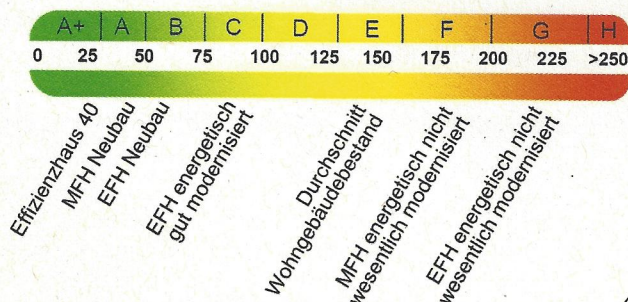 A+ A B C D E F G H
0 25 50 75 100 125 150 175 200 225 >250
Effizienzhaus 40
MFH Neubau
EFH Neubau
EFH energetisch
gut modernisiert
Durchschnitt
Wohngebäudebestand
MFH energetisch nicht
wesentlich modernisiert
EFH energetisch nicht
wesentlich modernisiert